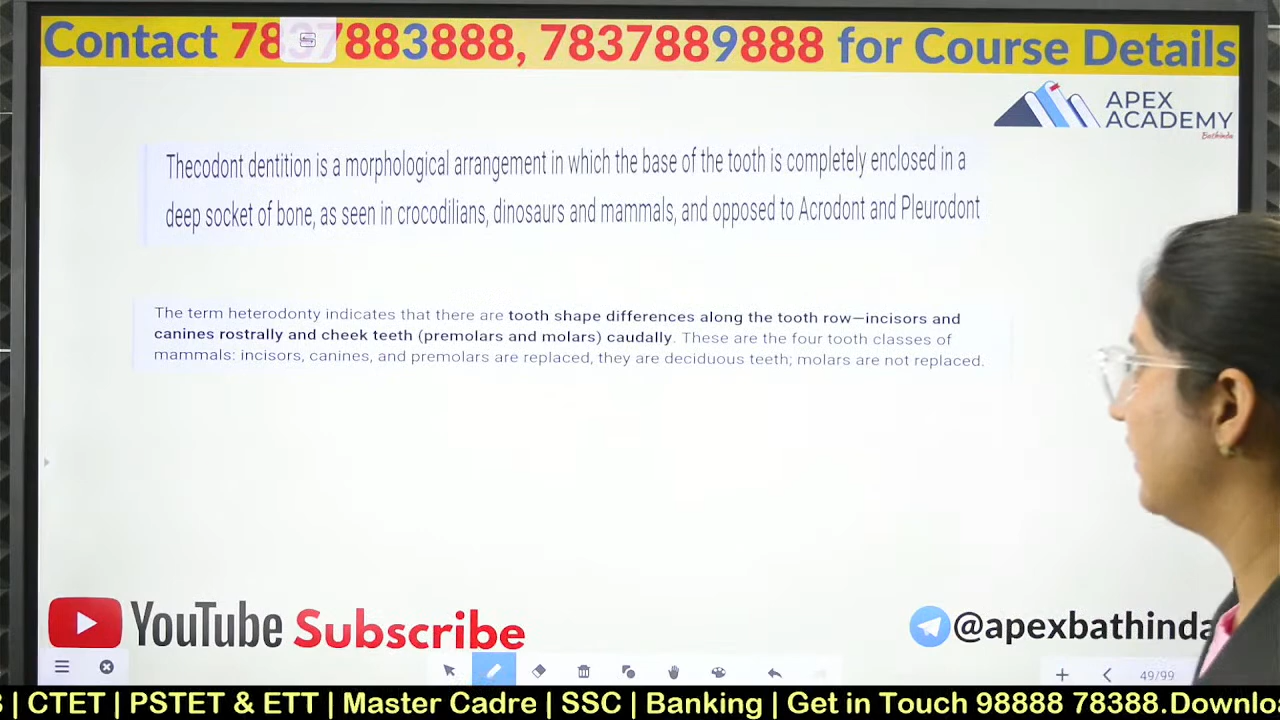 Contact 7837883888, 7837889888 for Course Details
APEX
ACADEMY
Bathinda
Thecodont dentition is a morphological arrangement in which the base of the tooth is completely enclosed in a
deep socket of bone, as seen in crocodilians, dinosaurs and mammals, and opposed to Acrodont and Pleurodont
The term heterodonty indicates that there are tooth shape differences along the tooth row—incisors and
canines rostrally and cheek teeth (premolars and molars) caudally. These are the four tooth classes of
mammals: incisors, canines, and premolars are replaced, they are deciduous teeth; molars are not replaced.
YouTube Subscribe
@apexbathinda
49/99
| CTET | PSTET & ETT | Master Cadre | SSC | Banking | Get in Touch 98888 78388.Downlo